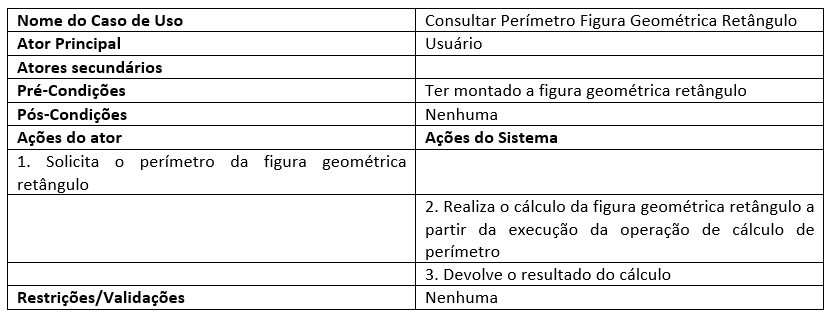 Nome do Caso de Uso Consultar Perímetro Figura Geométrica Retângulo
Ator Principal Usuário
Atores secundários
Pré-Condições Ter montado a figura geométrica retângulo
Pós-Condições Nenhuma
Ações do ator Ações do Sistema
1. Solicita o perímetro da figura geométrica
retângulo
2. Realiza o cálculo da figura geométrica retângulo a
partir da execução da operação de cálculo de
perímetro
3. Devolve o resultado do cálculo
Restrições/Validações Nenhuma